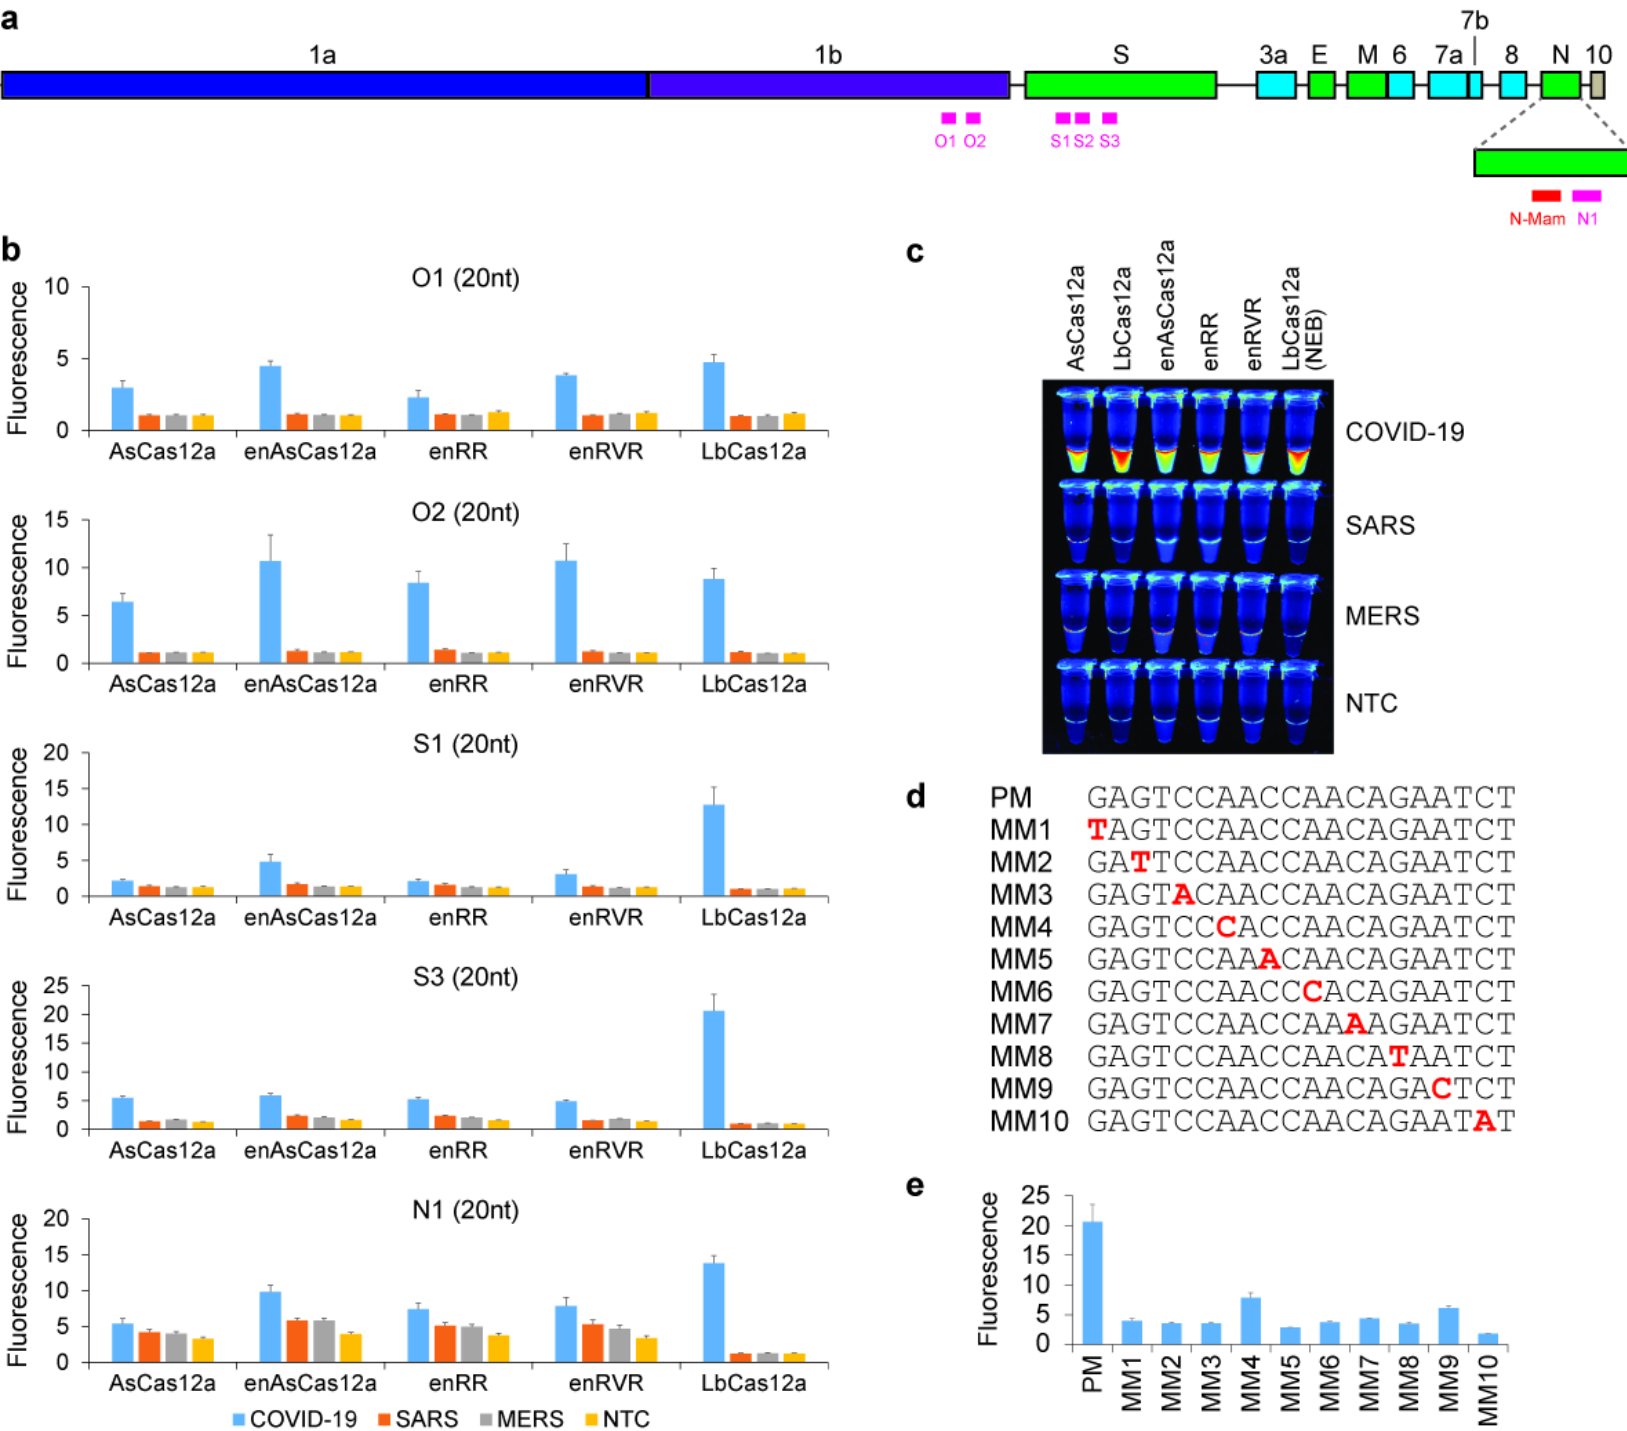 a
7b
1a 1b S 3a E M 6 7a 8 N 10
O1 O2 S1 S2 S3
N-Mam N1
b
O1 (20nt)
Fluorescence
10
5
0
AsCas12a enAsCas12a enRR enRVR LbCas12a
O2 (20nt)
Fluorescence
15
10
5
0
AsCas12a enAsCas12a enRR enRVR LbCas12a
S1 (20nt)
Fluorescence
20
15
10
5
0
AsCas12a enAsCas12a enRR enRVR LbCas12a
S3 (20nt)
Fluorescence
25
20
15
10
5
0
AsCas12a enAsCas12a enRR enRVR LbCas12a
N1 (20nt)
Fluorescence
20
15
10
5
0
AsCas12a enAsCas12a enRR enRVR LbCas12a
COVID-19 SARS MERS NTC
c
AsCas12a
LbCas12a
enAsCas12a
enRR
enRVR
LbCas12a
(NEB)
COVID-19
SARS
MERS
NTC
d
PM GAGTCCAACCAACAGAATCT
MM1 TAGTCCAACCAACAGAATCT
MM2 GATTCCAACCAACAGAATCT
MM3 GAGTACAACCAACAGAATCT
MM4 GAGTCCCACCAACAGAATCT
MM5 GAGTCCAAACAACAGAATCT
MM6 GAGTCCAACCCACAGAATCT
MM7 GAGTCCAACCAAAAGAATCT
MM8 GAGTCCAACCAACATAATCT
MM9 GAGTCCAACCAACAGACTCT
MM10 GAGTCCAACCAACAGAATAT
e
Fluorescence
25
20
15
10
5
0
PM MM1 MM2 MM3 MM4 MM5 MM6 MM7 MM8 MM9 MM10